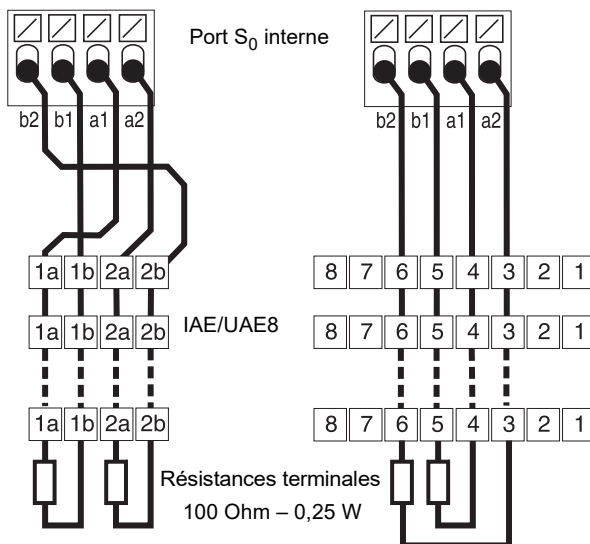 Port S0 interne
b2 b1 a1 a2
b2 b1 a1 a2
1a 1b 2a 2b
8 7 6 5 4 3 2 1
1a 1b 2a 2b
IAE/UAE8
8 7 6 5 4 3 2 1
1a 1b 2a 2b
8 7 6 5 4 3 2 1
Résistances terminales
100 Ohm – 0,25 W